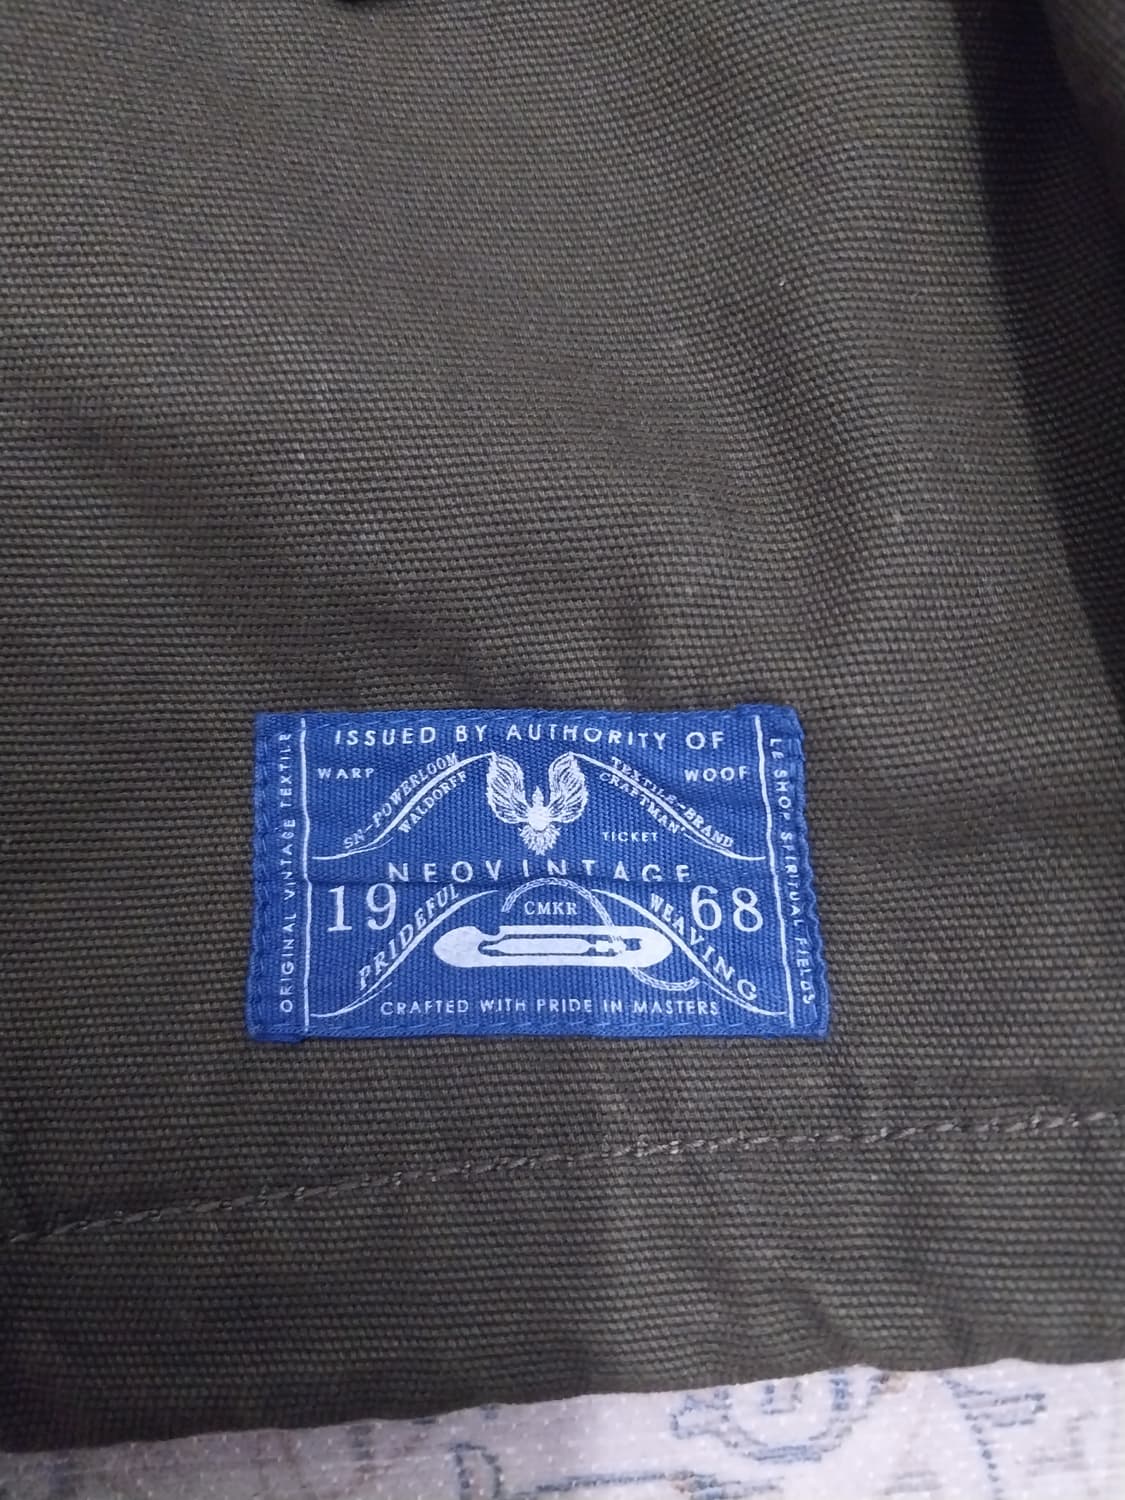 ISSUED BY AUTHORITY OF
WARP
WOOF
SN-POWERLOOM
WALDORFF
TEXTILE-BRAND
CRAFTMAN'
TICKET
NEOVINTAGE
19
68
PRIDEFUL
WEAVING
CMKR
CRAFTED WITH PRIDE IN MASTERS
ORIGINAL VINTAGE TEXTILE
LE SHOP SPIRITUAL FIELDS